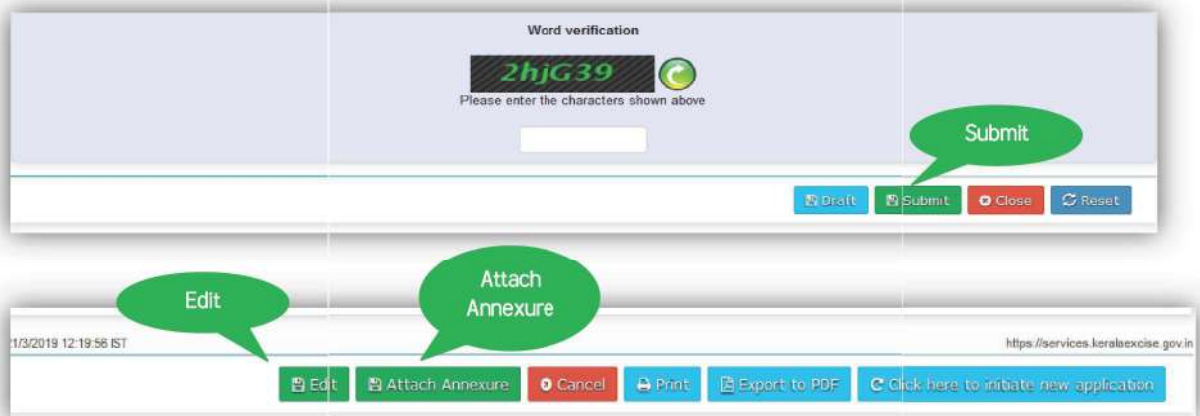 Word verification
2hjG39
Please enter the characters shown above
Submit
Draft Submit Close Reset
Attach
Annexure
Edit
1/3/2019 12:19:56 IST
https://services.keralaexcise.gov.in
Edit Attach Annexure Cancel Print Export to PDF Click here to initiate new application